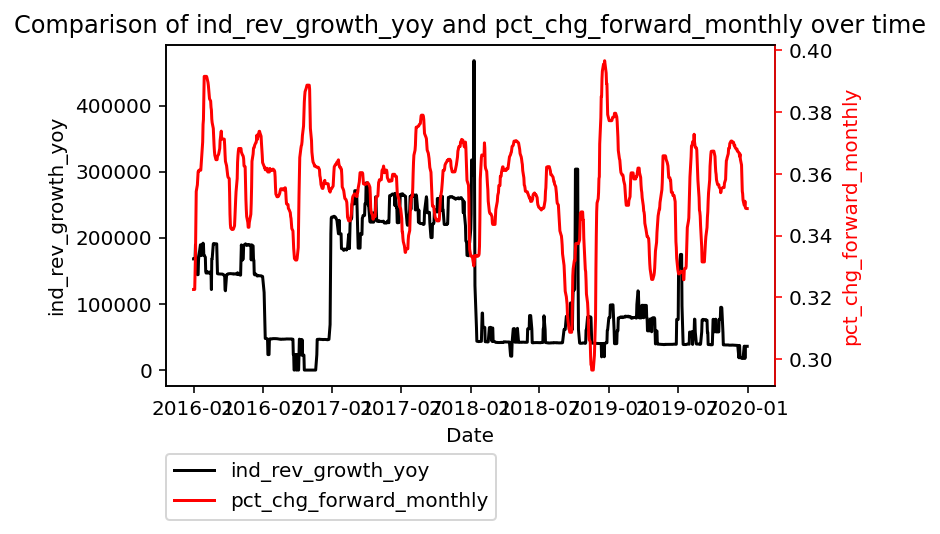 Comparison of ind_rev_growth_yoy and pct_chg_forward_monthly over time
ind_rev_growth_yoy
400000
300000
200000
100000
0
0.40
0.38
0.36
0.34
0.32
0.30
pct_chg_forward_monthly
2016-01 2016-07 2017-01 2017-07 2018-01 2018-07 2019-01 2019-07 2020-01
Date
ind_rev_growth_yoy
pct_chg_forward_monthly